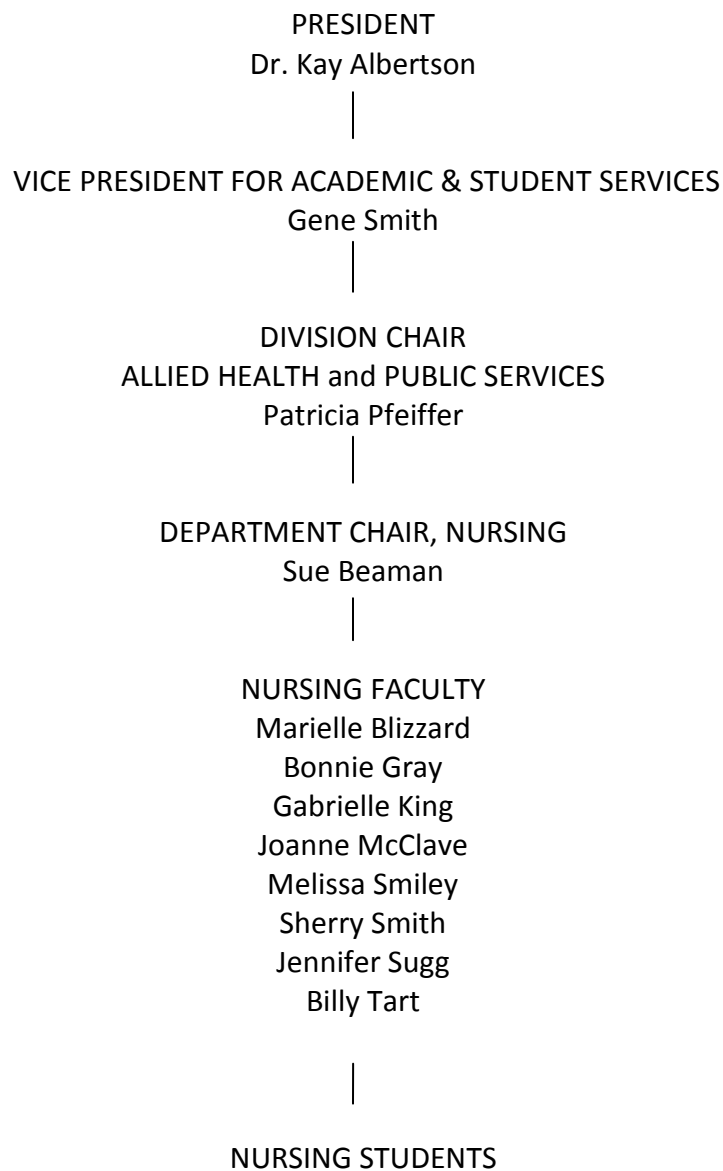 PRESIDENT
Dr. Kay Albertson
VICE PRESIDENT FOR ACADEMIC & STUDENT SERVICES
Gene Smith
DIVISION CHAIR
ALLIED HEALTH and PUBLIC SERVICES
Patricia Pfeiffer
DEPARTMENT CHAIR, NURSING
Sue Beaman
NURSING FACULTY
Marielle Blizzard
Bonnie Gray
Gabrielle King
Joanne McClave
Melissa Smiley
Sherry Smith
Jennifer Sugg
Billy Tart
NURSING STUDENTS